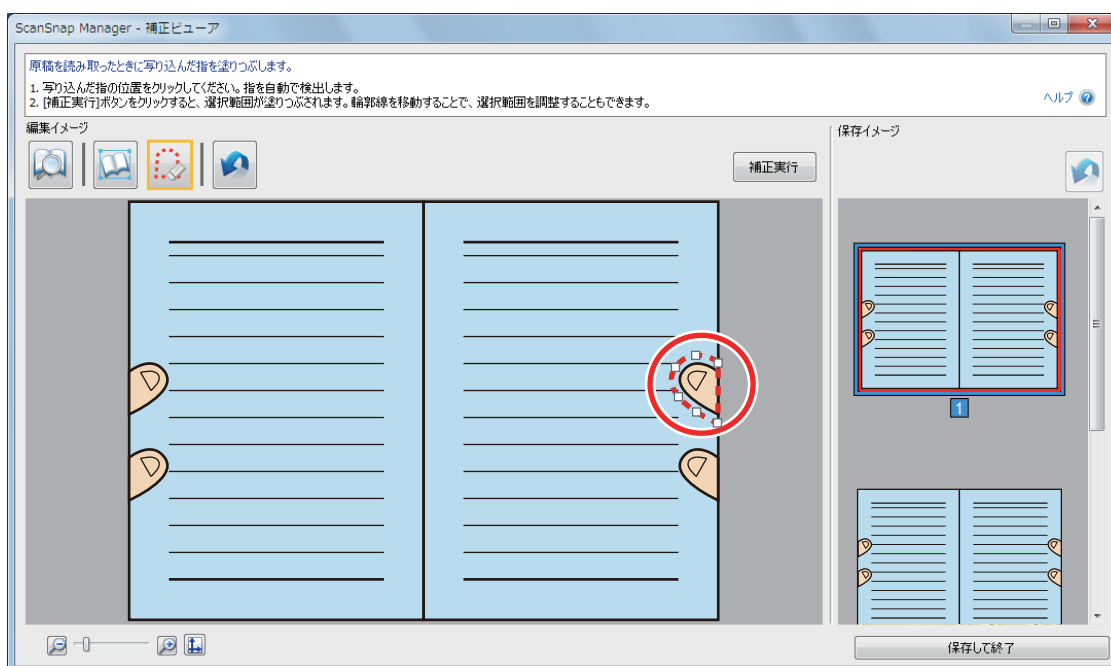 ScanSnap Manager - 補正ビューア
原稿を読み取ったときに写り込んだ指を塗りつぶします。
1. 写り込んだ指の位置をクリックしてください。指を自動で検出します。
2. [補正実行]ボタンをクリックすると、選択範囲が塗りつぶされます。輪郭線を移動することで、選択範囲を調整することもできます。
ヘルプ
編集イメージ
保存イメージ
補正実行
1
保存して終了